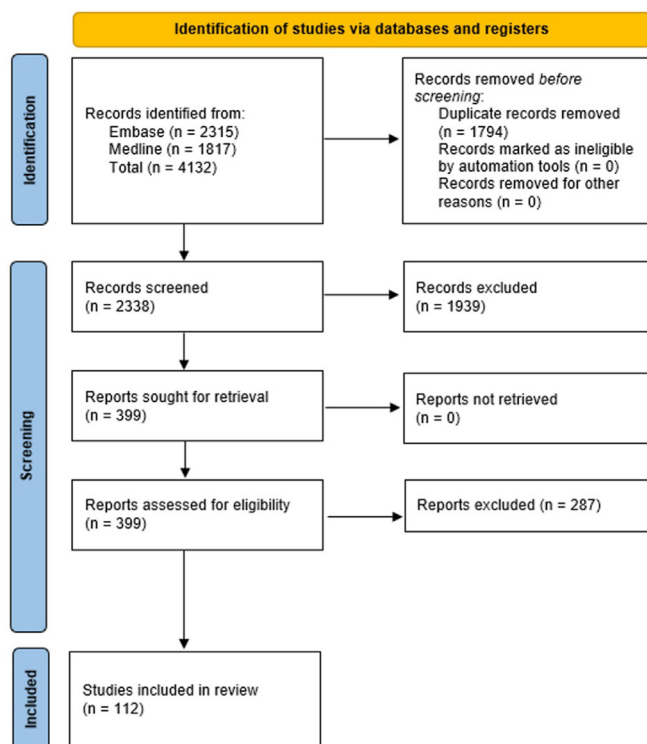 Identification of studies via databases and registers
Identification
Records identified from:
Embase (n = 2315)
Medline (n = 1817)
Total (n = 4132)
Records removed before
screening:
Duplicate records removed
(n = 1794)
Records marked as ineligible
by automation tools (n = 0)
Records removed for other
reasons (n = 0)
Screening
Records screened
(n = 2338)
Records excluded
(n = 1939)
Reports sought for retrieval
(n = 399)
Reports not retrieved
(n = 0)
Reports assessed for eligibility
(n = 399)
Reports excluded (n = 287)
Included
Studies included in review
(n = 112)